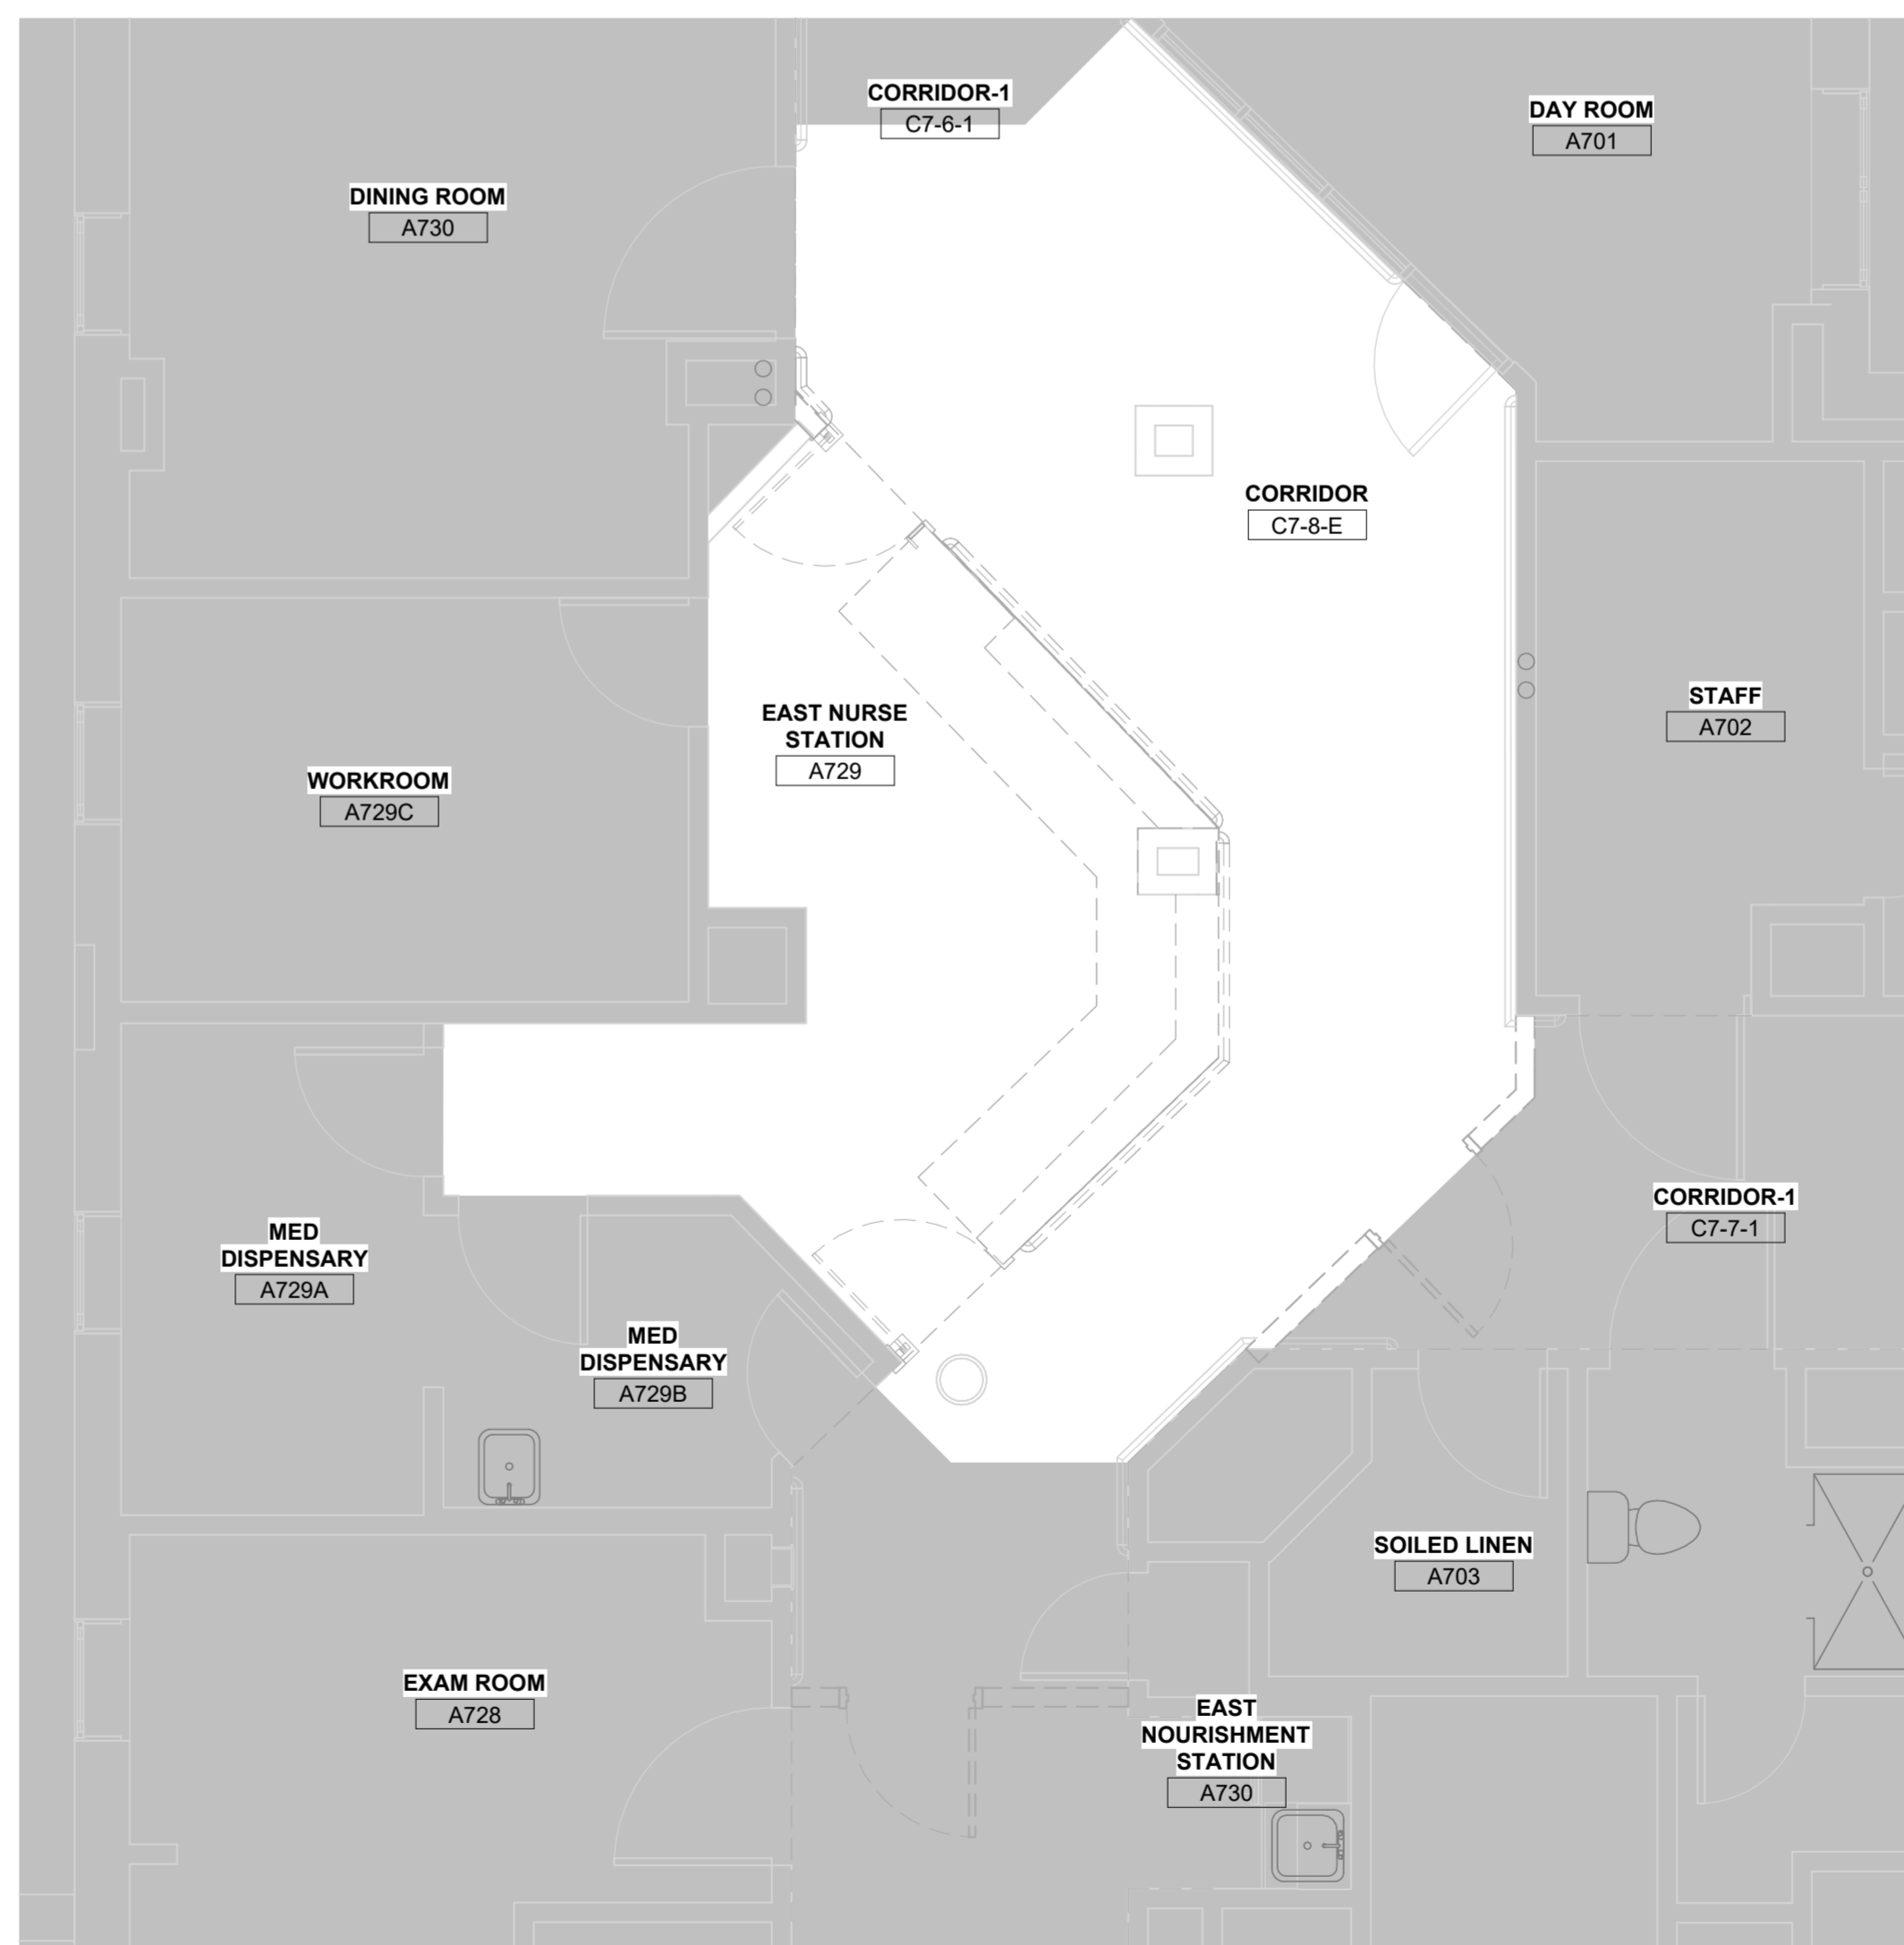 CORRIDOR-1
C7-6-1
DAY ROOM
A701
DINING ROOM
A730
CORRIDOR
C7-8-E
EAST NURSE
STATION
A729
STAFF
A702
WORKROOM
A729C
CORRIDOR-1
C7-7-1
MED
DISPENSARY
A729A
MED
DISPENSARY
A729B
SOILED LINEN
A703
EXAM ROOM
A728
EAST
NOURISHMENT
STATION
A730